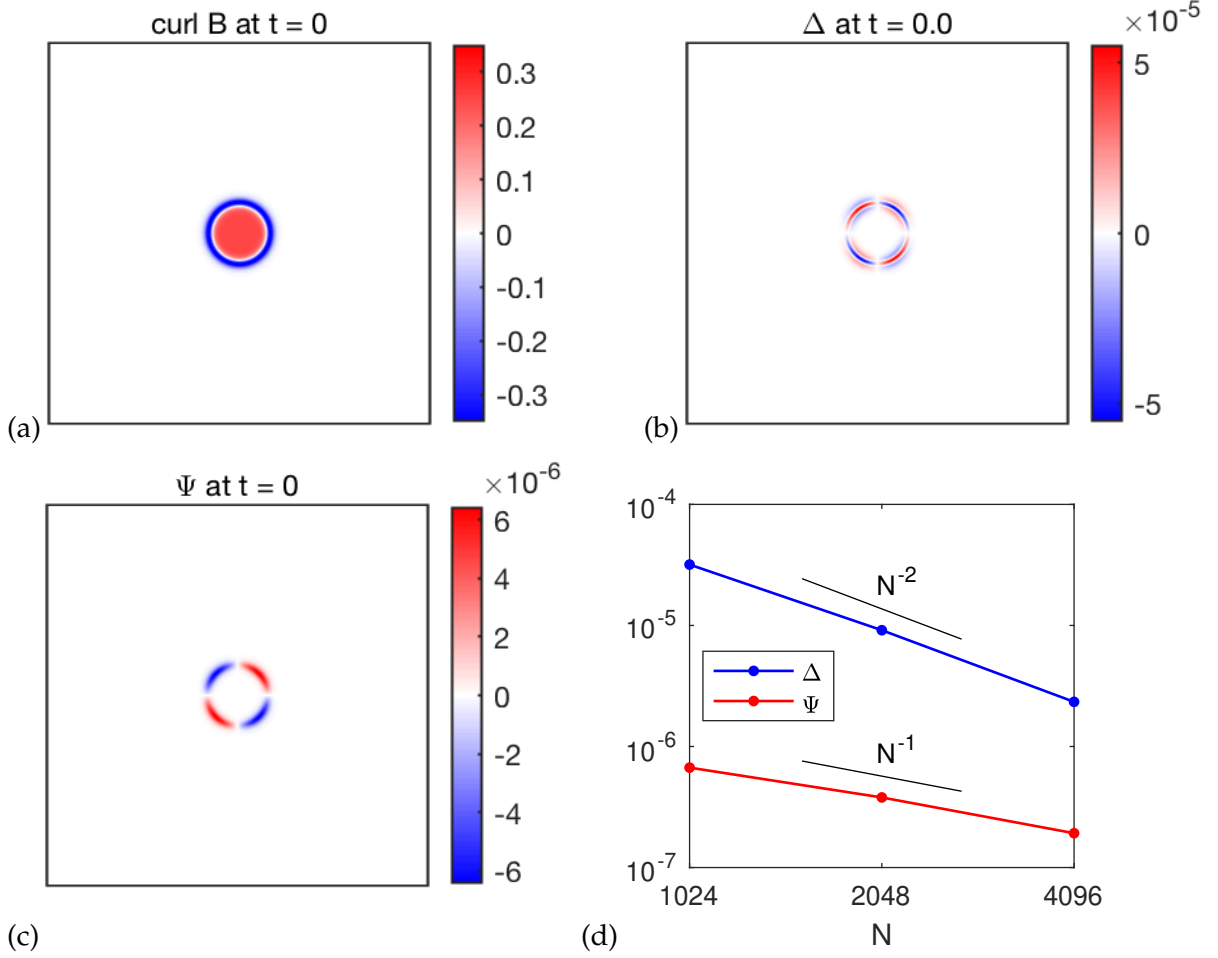 curl B at t = 0
0.3
0.2
0.1
0
-0.1
-0.2
-0.3
(a)
Δ at t = 0.0
×10⁻⁵
5
0
-5
(b)
Ψ at t = 0
×10⁻⁶
6
4
2
0
-2
-4
-6
(c)
10⁻⁴
10⁻⁵
10⁻⁶
10⁻⁷
N⁻²
Δ
Ψ
N⁻¹
1024
2048
4096
N
(d)